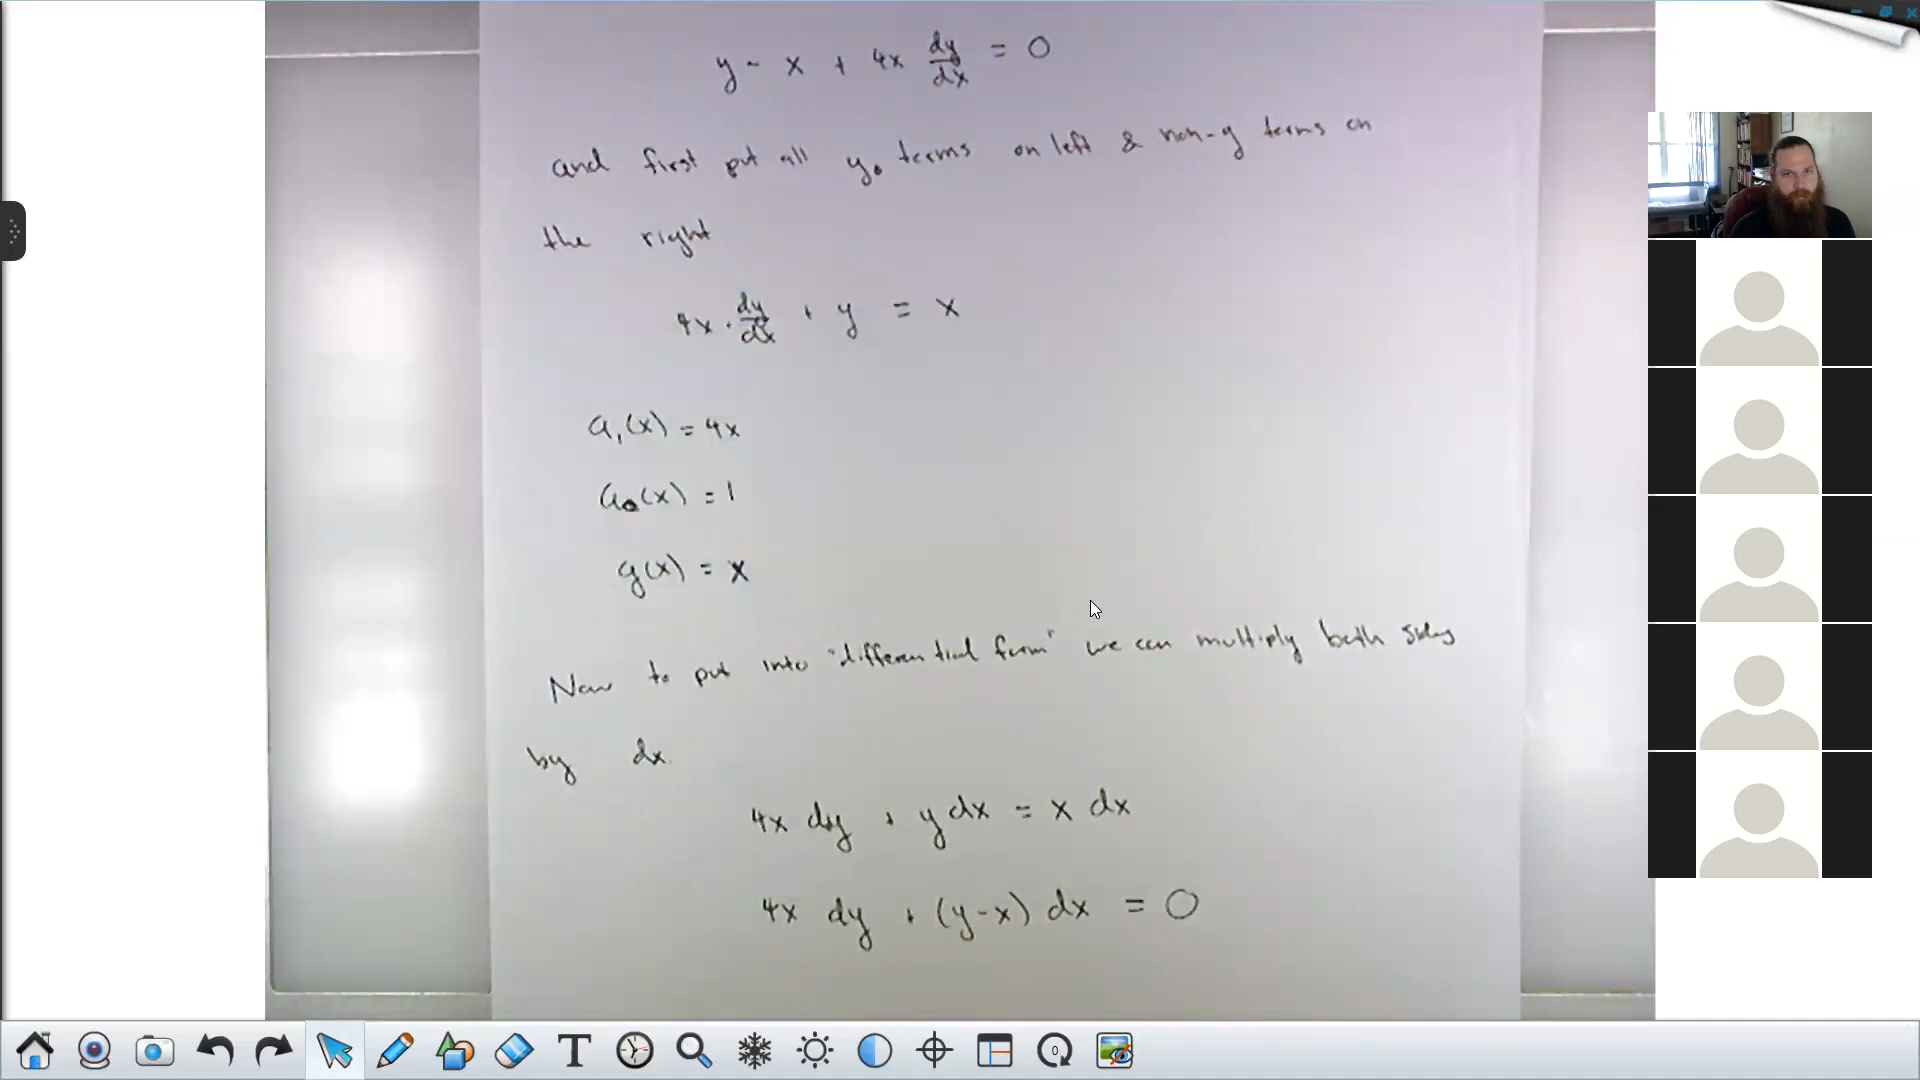 y - x + 4x dy/dx = 0
and first put all y. terms on left & non-y terms on
the right
4x · dy/dx + y = x
a₁(x) = 4x
a₀(x) = 1
g(x) = x
Now to put into "differential form" we can multiply both sides
by dx.
4x dy + y dx = x dx
4x dy + (y-x) dx = 0
T
0